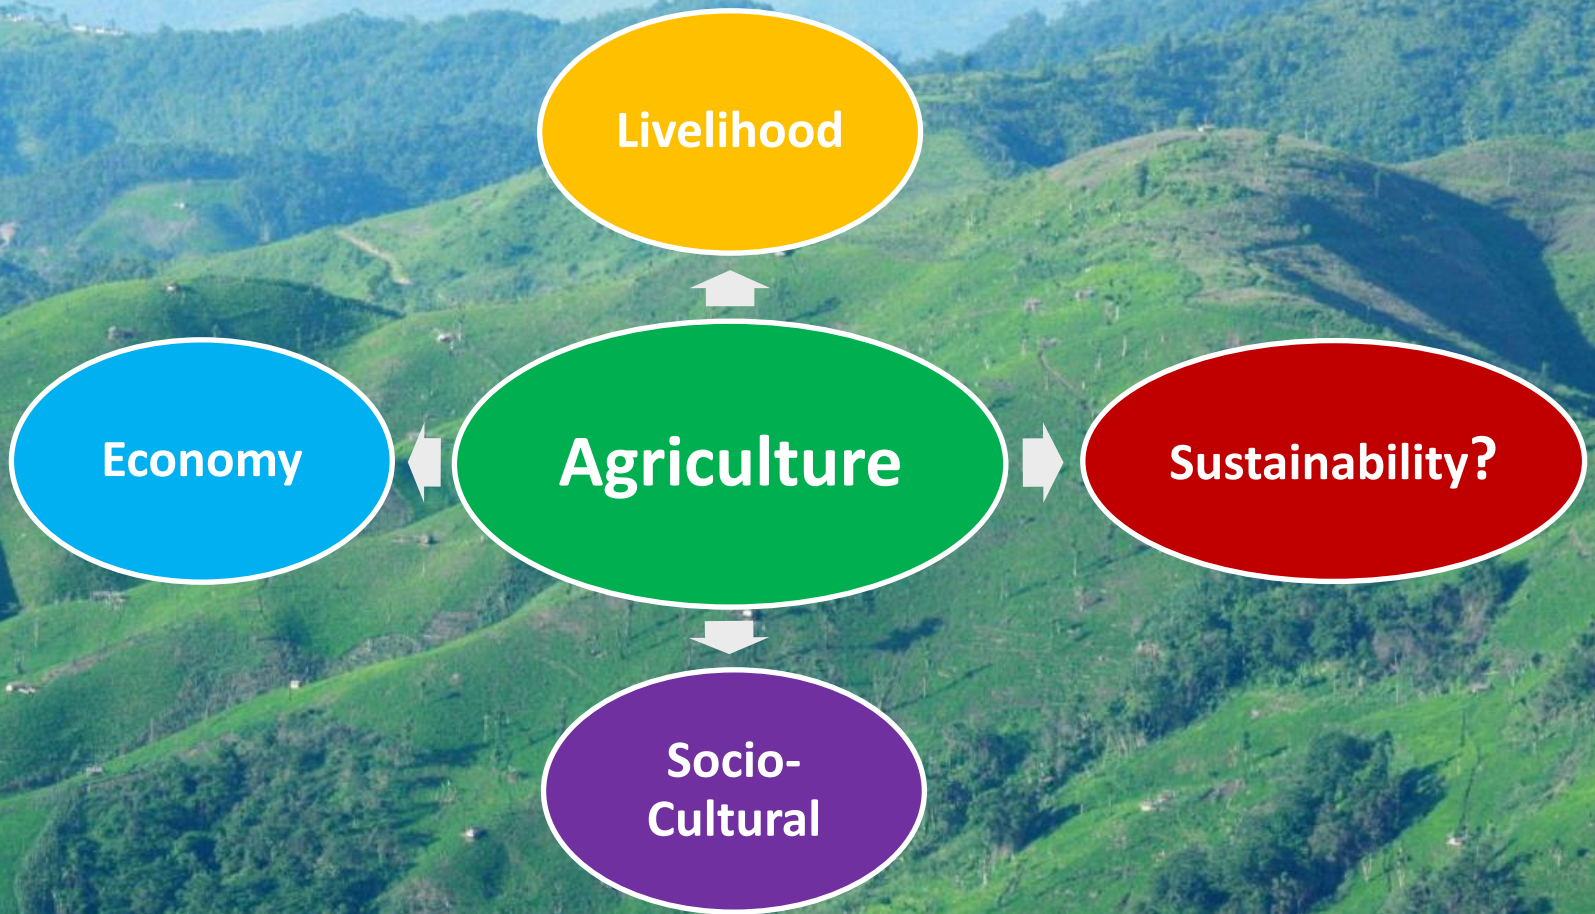 Livelihood
Economy
Agriculture
Sustainability?
Socio-
Cultural